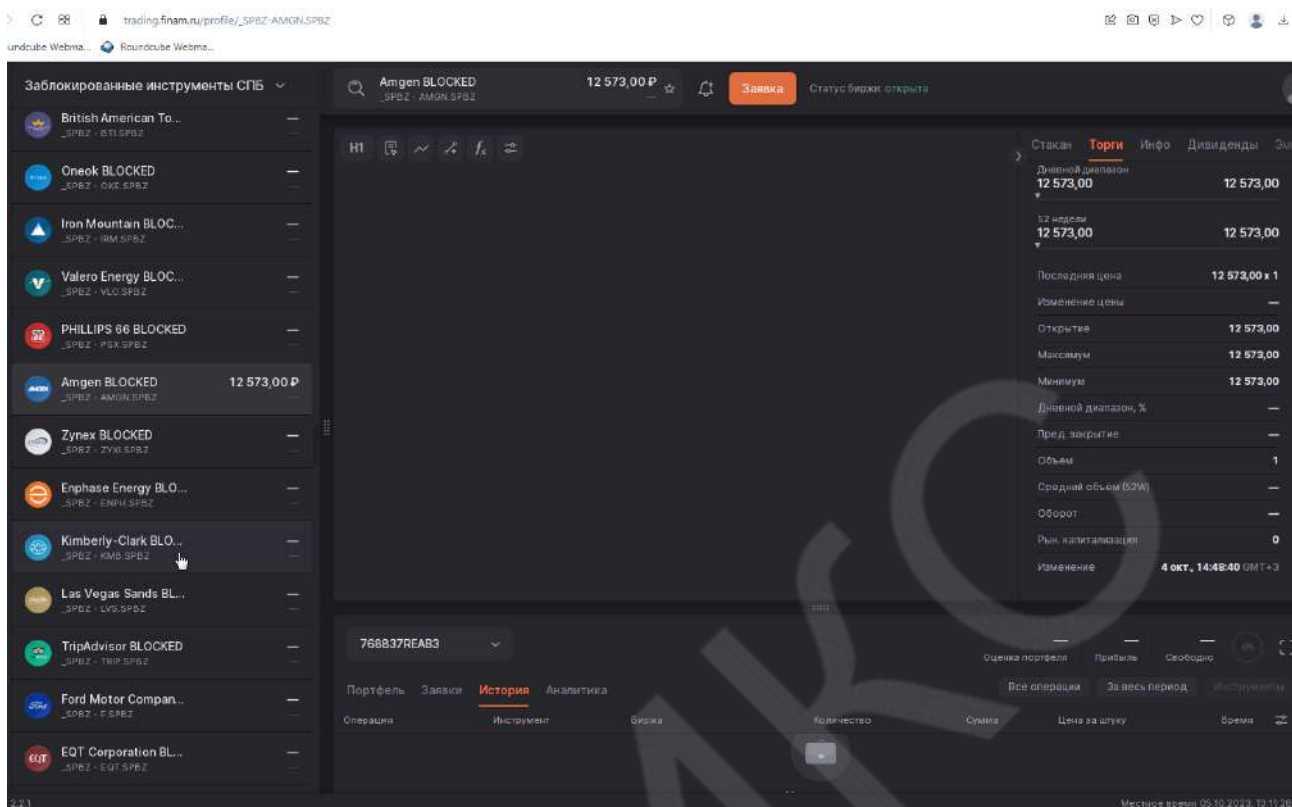 trading.finam.ru/profile/_SPBZ-AMGN.SPBZ
undcube Webma... Roundcube Webma...
Заблокированные инструменты СПБ
British American To... —
_SPBZ - BTI.SPBZ —
Oneok BLOCKED —
_SPBZ - OKE.SPBZ —
Iron Mountain BLOC... —
_SPBZ - IRM.SPBZ —
Valero Energy BLOC... —
_SPBZ - VLO.SPBZ —
PHILLIPS 66 BLOCKED —
_SPBZ - PSX.SPBZ —
Amgen BLOCKED 12 573,00 ₽
_SPBZ - AMGN.SPBZ —
Zynex BLOCKED —
_SPBZ - ZYXI.SPBZ —
Enphase Energy BLO... —
_SPBZ - ENPH.SPBZ —
Kimberly-Clark BLO... —
_SPBZ - KMB.SPBZ —
Las Vegas Sands BL... —
_SPBZ - LVS.SPBZ —
TripAdvisor BLOCKED —
_SPBZ - TRIP.SPBZ —
Ford Motor Compan... —
_SPBZ - F.SPBZ —
EQT Corporation BL... —
_SPBZ - EQT.SPBZ —
2.2.1
Amgen BLOCKED 12 573,00 ₽
_SPBZ - AMGN.SPBZ —
Заявка
Статус биржи: открыта
H1
Стакан Торги Инфо Дивиденды Эм
Дневной диапазон
12 573,00 12 573,00
52 недели
12 573,00 12 573,00
Последняя цена 12 573,00 x 1
Изменение цены —
Открытие 12 573,00
Максимум 12 573,00
Минимум 12 573,00
Дневной диапазон, % —
Пред. закрытие —
Объем 1
Средний объем (52W) —
Оборот —
Рын. капитализация 0
Изменение 4 окт., 14:48:40 GMT+3
768837REAB3
— — —
Оценка портфеля Прибыль Свободно
Портфель Заявки История Аналитика
Все операции За весь период Инструменты
Операция Инструмент Биржа Количество Сумма Цена за штуку Время
Местное время 05.10.2023, 13:11:26
МКС